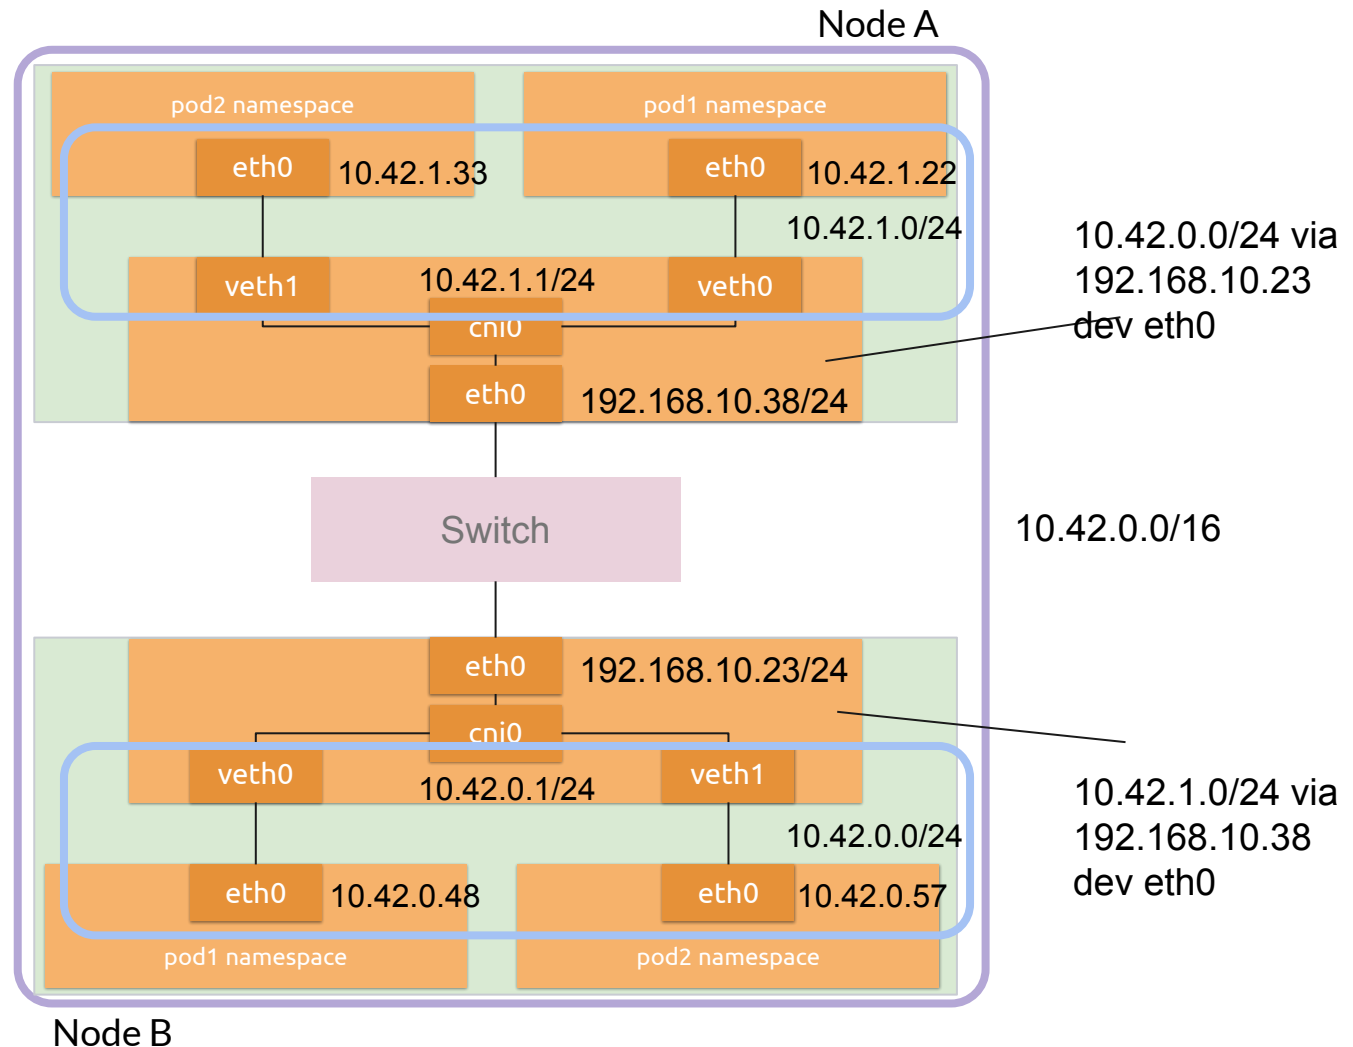 Node A
pod2 namespace
pod1 namespace
eth0
10.42.1.33
eth0
10.42.1.22
10.42.1.0/24
veth1
10.42.1.1/24
veth0
cni0
eth0
192.168.10.38/24
10.42.0.0/24 via
192.168.10.23
dev eth0
Switch
10.42.0.0/16
eth0
192.168.10.23/24
cni0
veth0
10.42.0.1/24
veth1
10.42.0.0/24
eth0
10.42.0.48
eth0
10.42.0.57
pod1 namespace
pod2 namespace
10.42.1.0/24 via
192.168.10.38
dev eth0
Node B